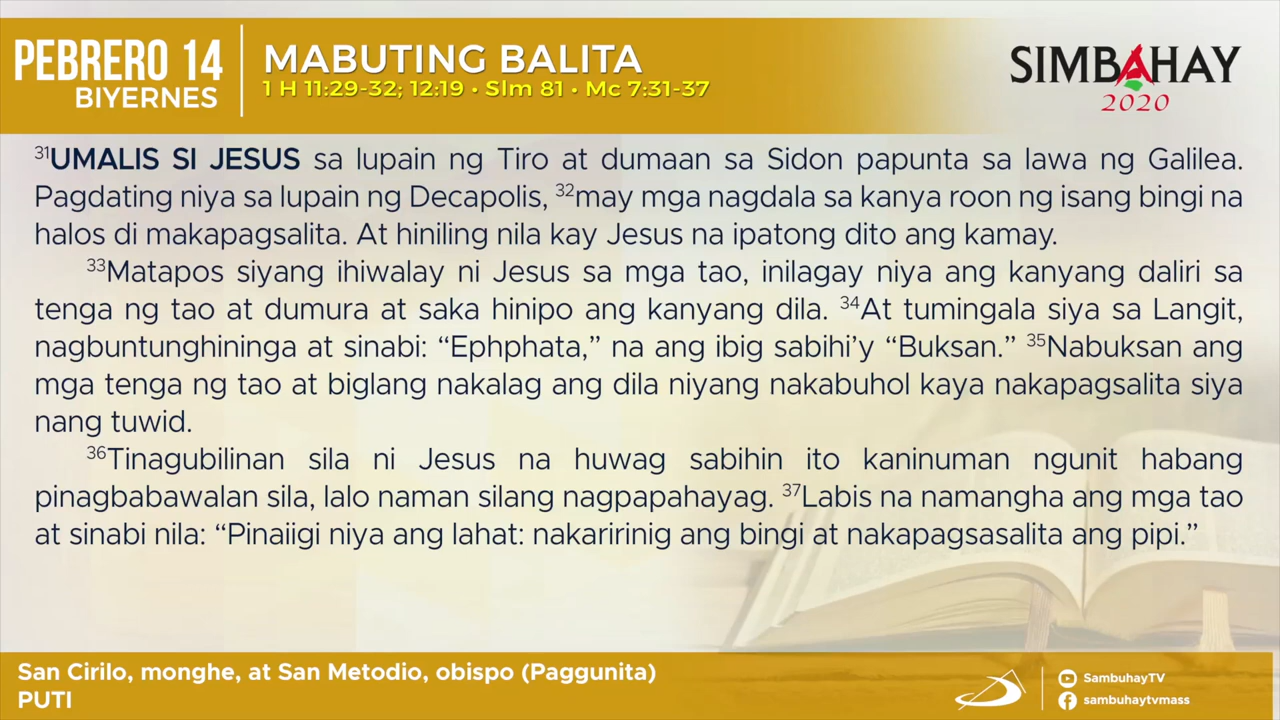 PEBRERO 14
BIYERNES
MABUTING BALITA
1 H 11:29-32; 12:19 • Slm 81 • Mc 7:31-37
SIMBAHAY
2020
³¹UMALIS SI JESUS sa lupain ng Tiro at dumaan sa Sidon papunta sa lawa ng Galilea.
Pagdating niya sa lupain ng Decapolis, ³²may mga nagdala sa kanya roon ng isang bingi na
halos di makapagsalita. At hiniling nila kay Jesus na ipatong dito ang kamay.
³³Matapos siyang ihiwalay ni Jesus sa mga tao, inilagay niya ang kanyang daliri sa
tenga ng tao at dumura at saka hinipo ang kanyang dila. ³⁴At tumingala siya sa Langit,
nagbuntunghininga at sinabi: “Ephphata,” na ang ibig sabihi’y “Buksan.” ³⁵Nabuksan ang
mga tenga ng tao at biglang nakalag ang dila niyang nakabuhol kaya nakapagsalita siya
nang tuwid.
³⁶Tinagubilinan sila ni Jesus na huwag sabihin ito kaninuman ngunit habang
pinagbabawalan sila, lalo naman silang nagpapahayag. ³⁷Labis na namangha ang mga tao
at sinabi nila: “Pinaiigi niya ang lahat: nakaririnig ang bingi at nakapagsasalita ang pipi.”
San Cirilo, monghe, at San Metodio, obispo (Paggunita)
PUTI
SambuhayTV
sambuhaytvmass